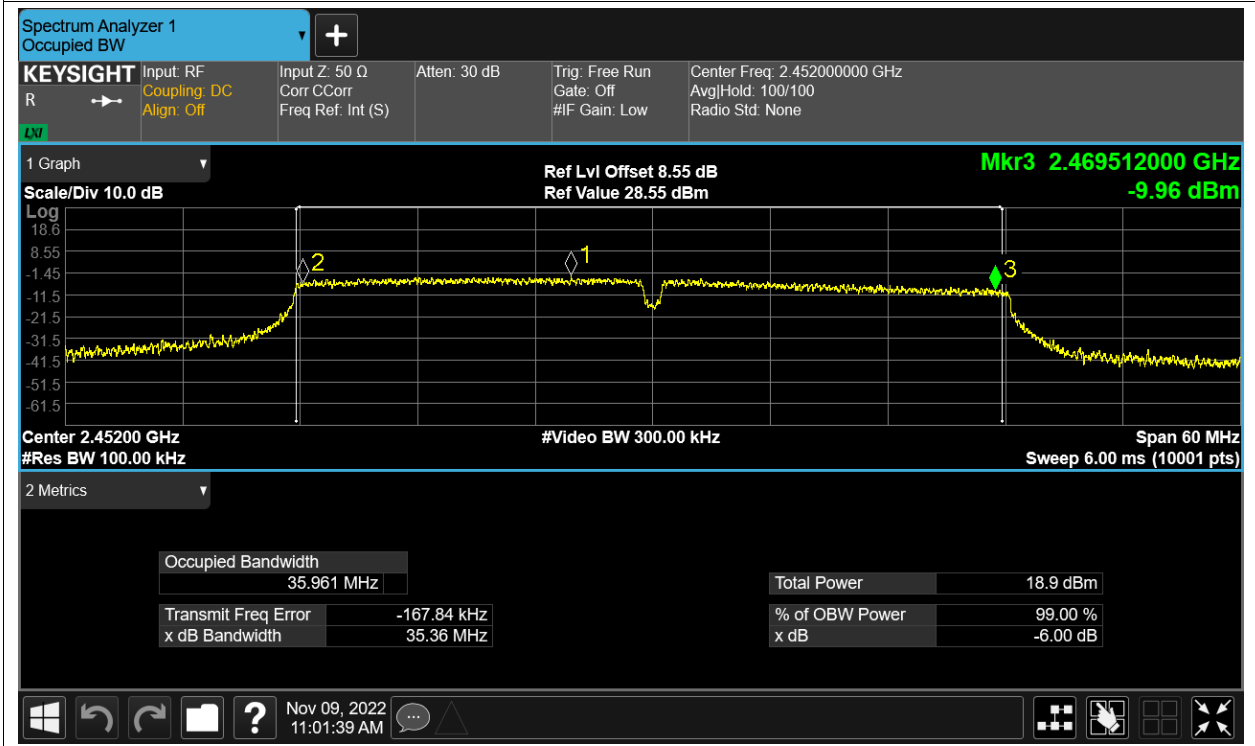 Spectrum Analyzer 1
Occupied BW
KEYSIGHT
R
LXI
Input: RF
Coupling: DC
Align: Off
Input Z: 50 Ω
Corr CCorr
Freq Ref: Int (S)
Atten: 30 dB
Trig: Free Run
Gate: Off
#IF Gain: Low
Center Freq: 2.452000000 GHz
Avg|Hold: 100/100
Radio Std: None
1 Graph
Scale/Div 10.0 dB
Ref Lvl Offset 8.55 dB
Ref Value 28.55 dBm
Mkr3 2.469512000 GHz
-9.96 dBm
Log
18.6
8.55
-1.45
-11.5
-21.5
-31.5
-41.5
-51.5
-61.5
2
1
3
Center 2.45200 GHz
#Res BW 100.00 kHz
#Video BW 300.00 kHz
Span 60 MHz
Sweep 6.00 ms (10001 pts)
2 Metrics
Occupied Bandwidth
35.961 MHz
Transmit Freq Error -167.84 kHz
x dB Bandwidth 35.36 MHz
Total Power 18.9 dBm
% of OBW Power 99.00 %
x dB -6.00 dB
?
Nov 09, 2022
11:01:39 AM